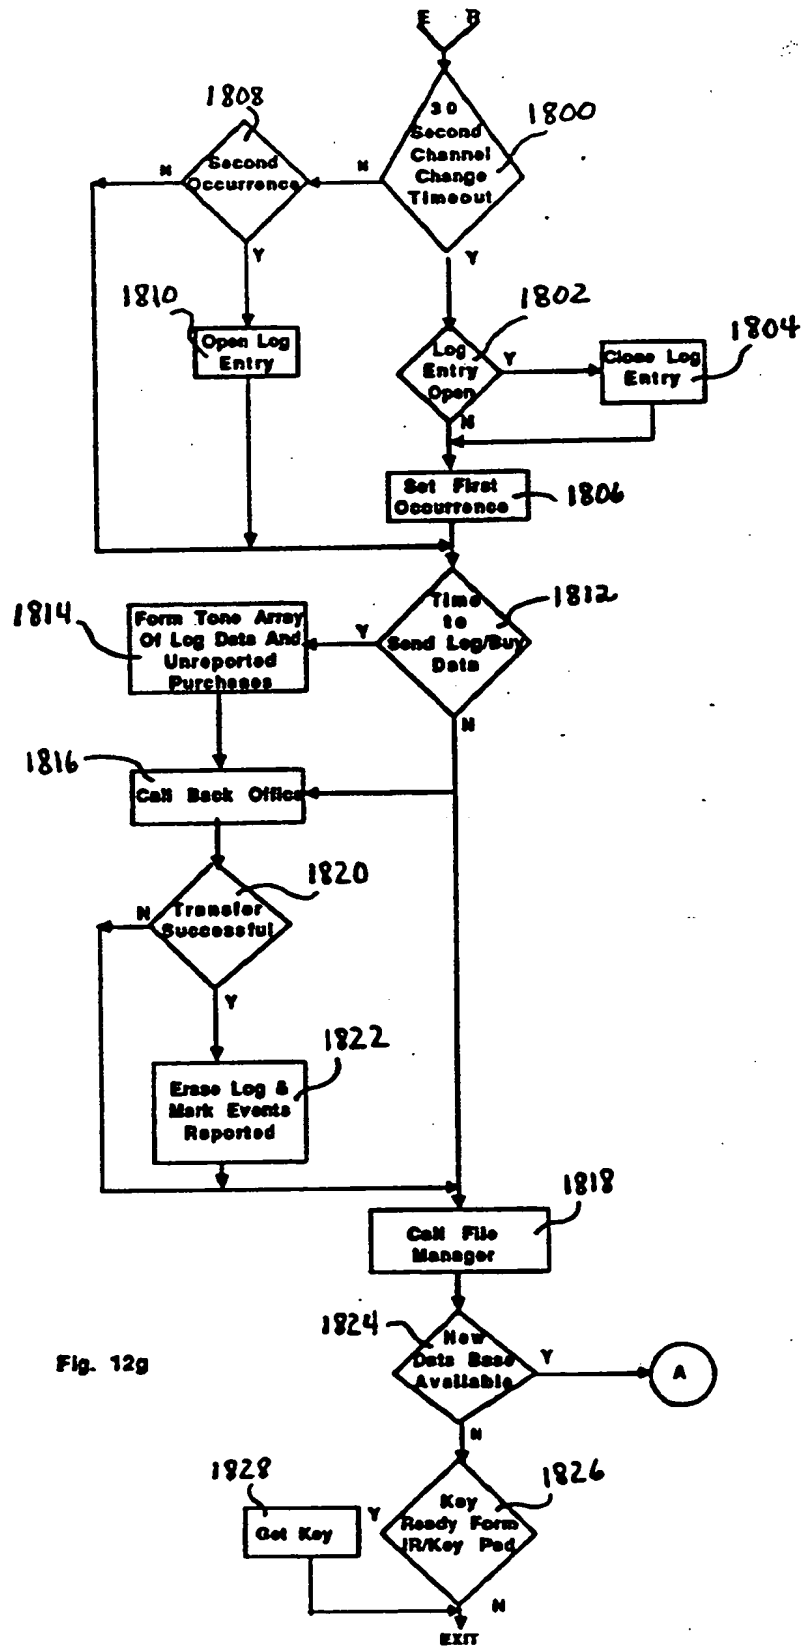 E R
1808
30
Second
Channel
Change
Timeout
1800
Second
Occurrence
N
N
Y
Y
1810
Open Log
Entry
1802
Log
Entry
Open
Y
N
1804
Close Log
Entry
Set First
Occurrence
1806
1814
Form Tone Array
Of Log Data And
Unreported
Purchases
Y
Time
to
Send Log/Buy
Data
1812
N
1816
Call Back Office
1820
N
Transfer
Successful
Y
1822
Erase Log &
Mark Events
Reported
1818
Call File
Manager
1824
New
Data Base
Available
Y
A
Fig. 12g
N
1828
Get Key
Y
Key
Ready Form
IR/Key Pad
1826
N
EXIT